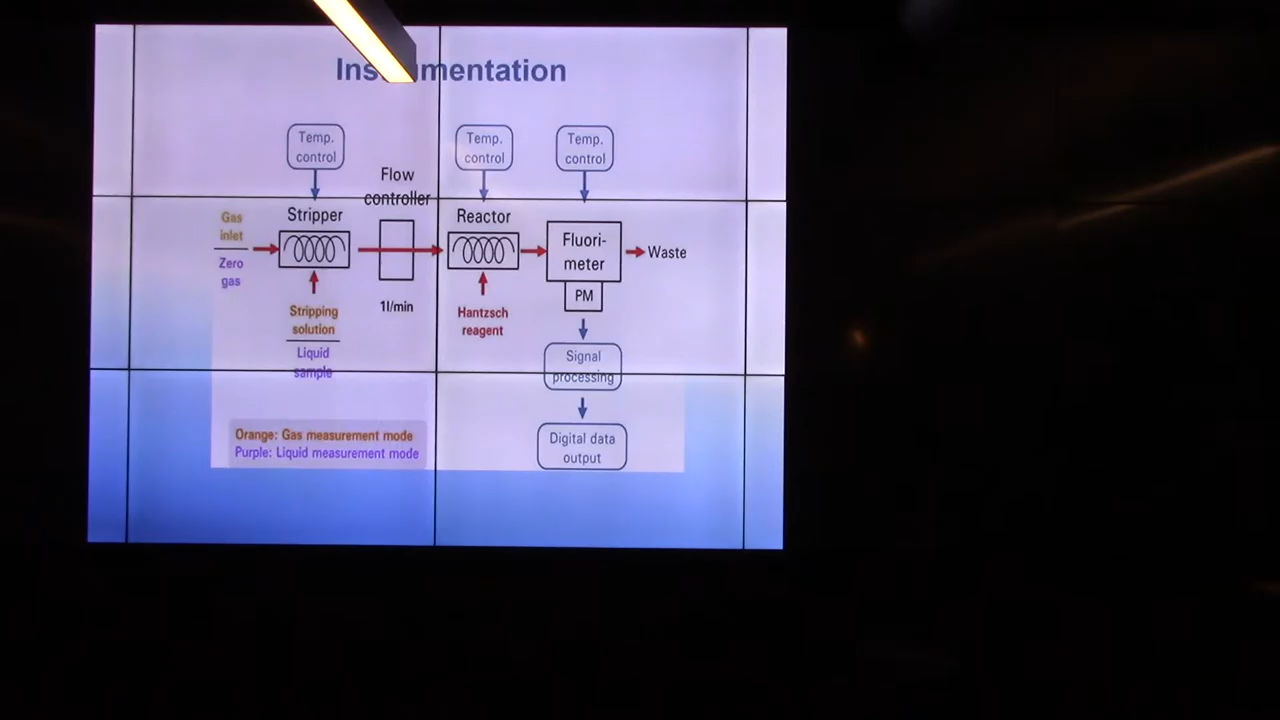 Instrumentation
Temp.
control
Temp.
control
Temp.
control
Flow
controller
Gas
inlet
Zero
gas
Stripper
Reactor
Fluori-
meter
Waste
PM
Stripping
solution
Liquid
sample
1l/min
Hantzsch
reagent
Signal
processing
Digital data
output
Orange: Gas measurement mode
Purple: Liquid measurement mode